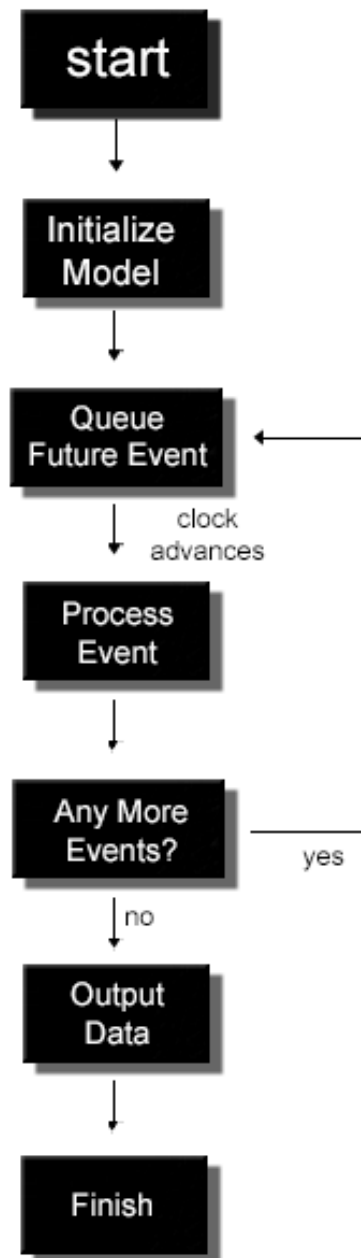 start
Initialize
Model
Queue
Future Event
clock
advances
Process
Event
Any More
Events?
yes
no
Output
Data
Finish